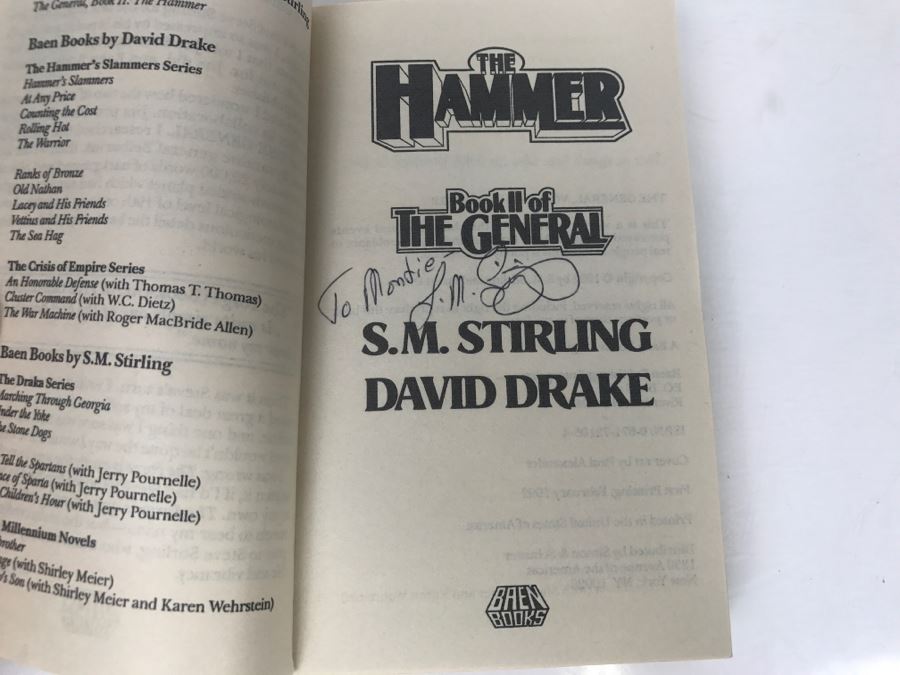 The General, Book II: The Hammer
Stirling
Baen Books by David Drake
The Hammer's Slammers Series
Hammer's Slammers
At Any Price
Counting the Cost
Rolling Hot
The Warrior
Ranks of Bronze
Old Nathan
Lacey and His Friends
Vettius and His Friends
The Sea Hag
The Crisis of Empire Series
An Honorable Defense (with Thomas T. Thomas)
Cluster Command (with W.C. Dietz)
The War Machine (with Roger MacBride Allen)
Baen Books by S.M. Stirling
The Draka Series
Marching Through Georgia
Under the Yoke
The Stone Dogs
Tell the Spartans (with Jerry Pournelle)
ce of Sparta (with Jerry Pournelle)
Children's Hour (with Jerry Pournelle)
Millennium Novels
brother
ge (with Shirley Meier)
's Son (with Shirley Meier and Karen Wehrstein)
THE
HAMMER
Book II of
THE GENERAL
To Montie - S.M. Stirling
S.M. STIRLING
DAVID DRAKE
BAEN
BOOKS